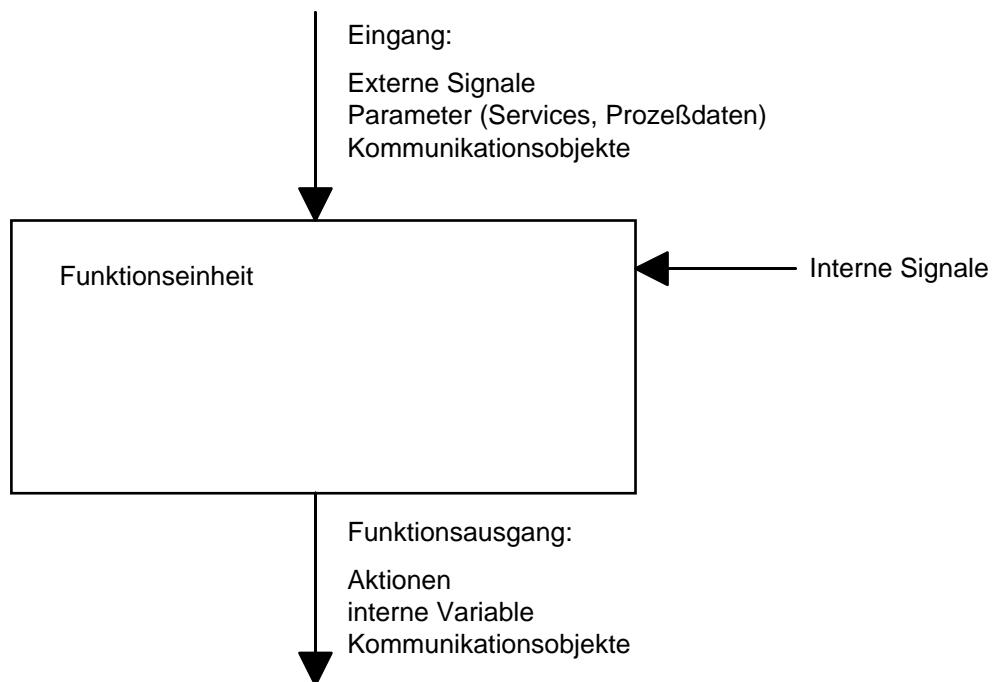 Eingang:
Externe Signale
Parameter (Services, Prozeßdaten)
Kommunikationsobjekte
Funktionseinheit
Interne Signale
Funktionsausgang:
Aktionen
interne Variable
Kommunikationsobjekte